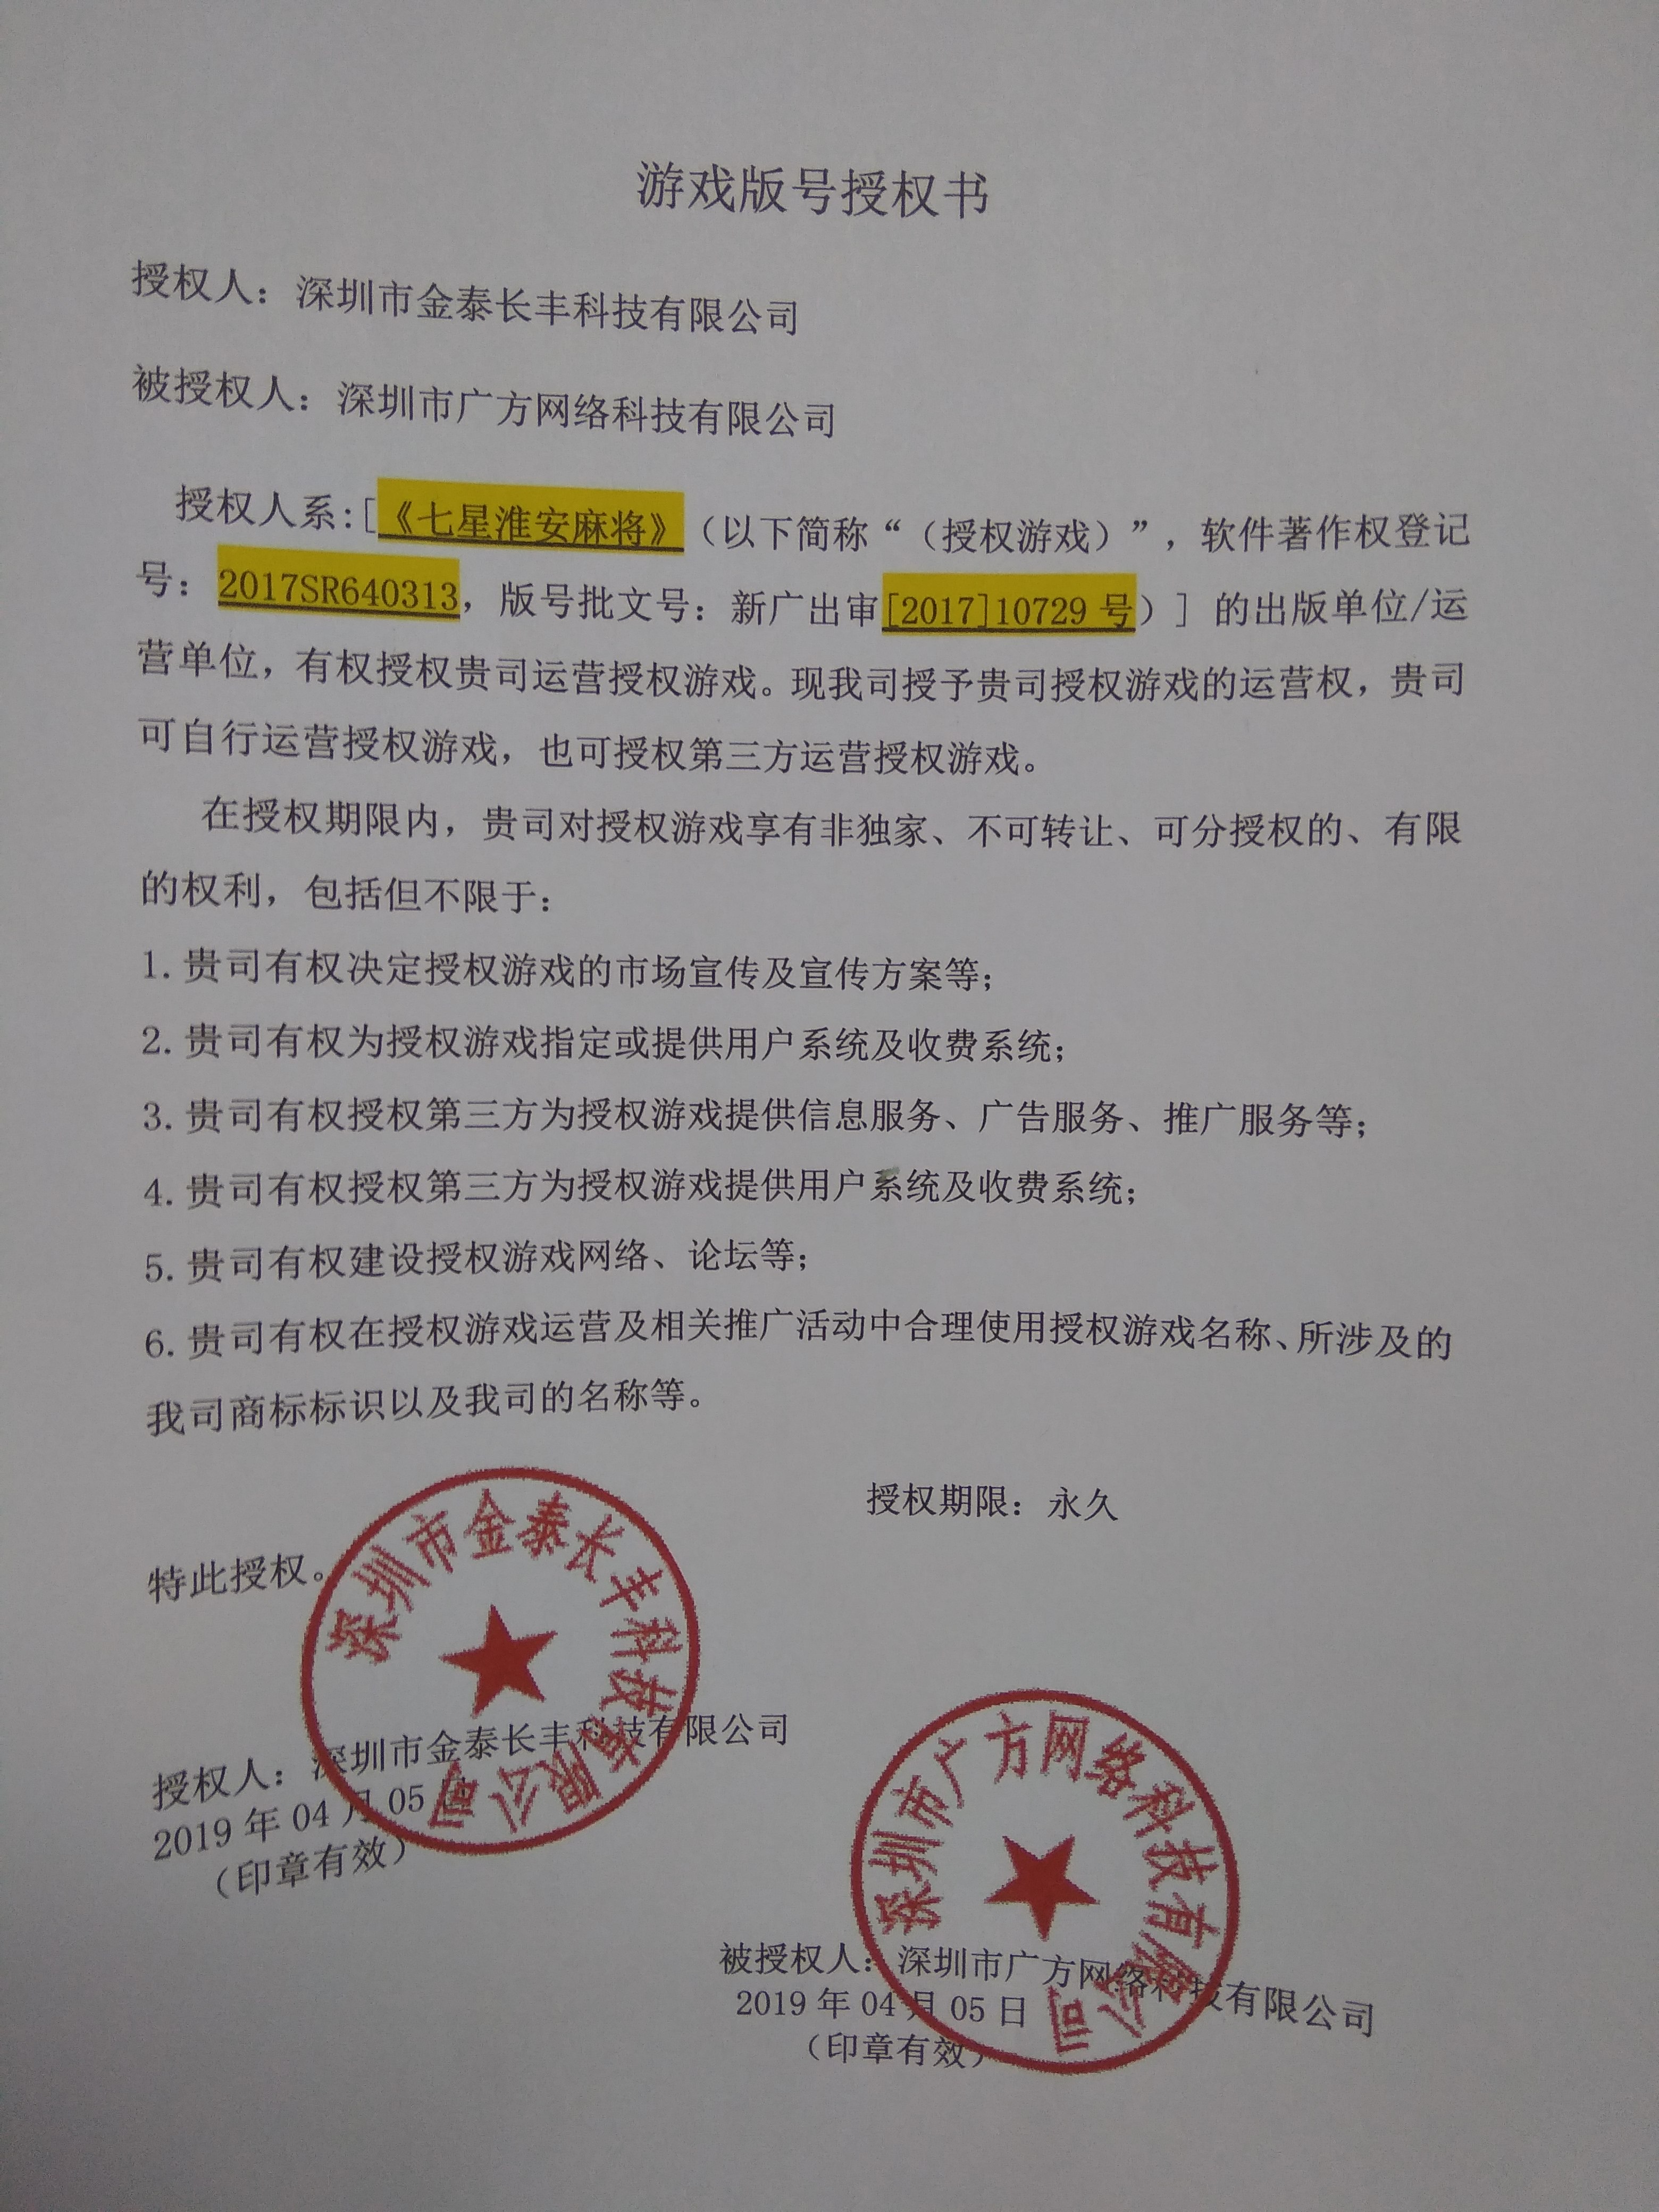 游戏版号授权书
授权人：深圳市金泰长丰科技有限公司
被授权人：深圳市广方网络科技有限公司
授权人系:[《七星淮安麻将》（以下简称“（授权游戏）”，软件著作权登记
号：2017SR640313，版号批文号：新广出审[2017]10729 号）] 的出版单位/运
营单位，有权授权贵司运营授权游戏。现我司授予贵司授权游戏的运营权，贵司
可自行运营授权游戏，也可授权第三方运营授权游戏。
在授权期限内，贵司对授权游戏享有非独家、不可转让、可分授权的、有限
的权利，包括但不限于：
1. 贵司有权决定授权游戏的市场宣传及宣传方案等；
2. 贵司有权为授权游戏指定或提供用户系统及收费系统；
3. 贵司有权授权第三方为授权游戏提供信息服务、广告服务、推广服务等；
4. 贵司有权授权第三方为授权游戏提供用户系统及收费系统；
5. 贵司有权建设授权游戏网络、论坛等；
6. 贵司有权在授权游戏运营及相关推广活动中合理使用授权游戏名称、所涉及的
我司商标标识以及我司的名称等。
授权期限：永久
特此授权。
深圳市金泰长丰科技有限公司
授权人：深圳市金泰长丰科技有限公司
2019 年 04 月 05 日
（印章有效）
深圳市广方网络科技有限公司
被授权人：深圳市广方网络科技有限公司
2019 年 04 月 05 日
（印章有效）